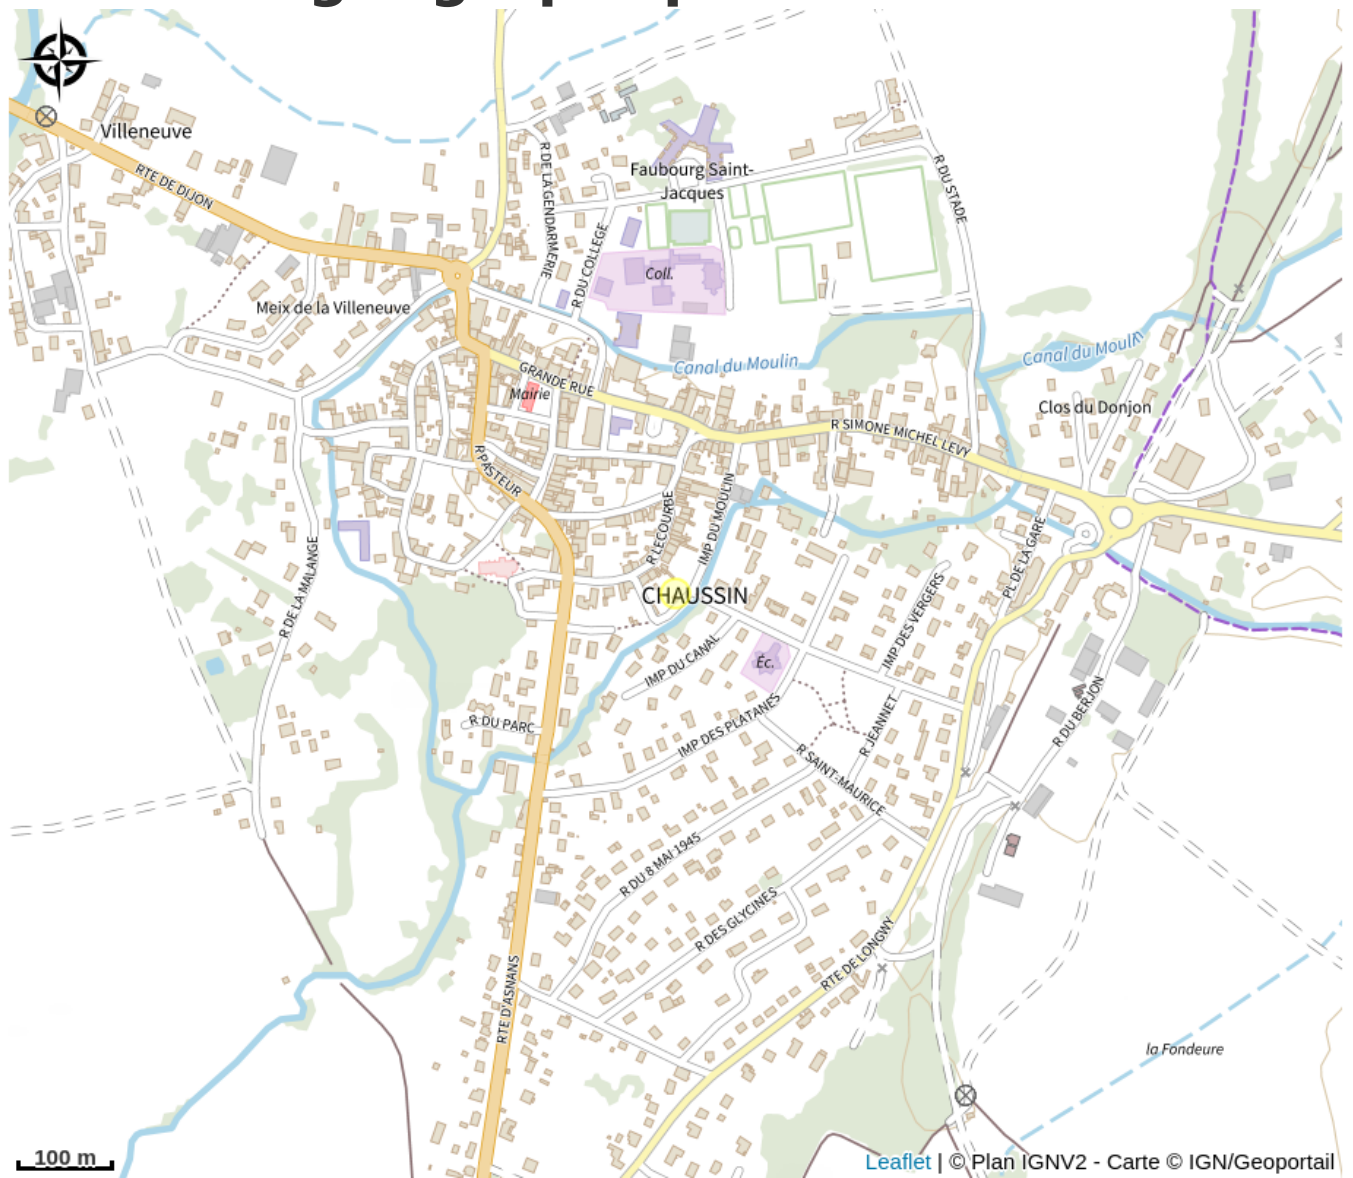 Villeneuve
RTE DE DIJON
R DE LA GENDARMERIE
Faubourg Saint-
Jacques
R DU STADE
R DU COLLEGE
Coll.
Meix de la Villeneuve
Canal du Moulin
Canal du Moulin
GRANDE RUE
Mairie
Clos du Donjon
R SIMONE MICHEL LEVY
R PASTEUR
R LECOURBE
IMP DU MOULIN
R DE LA MALANGE
PL DE LA GARE
CHAUSSIN
IMP DES VERGERS
IMP DU CANAL
Éc.
R DU PARC
IMP DES PLATANES
R JEANNET
R DU BERJON
R SAINT-MAURICE
R DU 8 MAI 1945
R DES GLYCINES
RTE DE LONGWY
RTE D'ASNANS
la Fondeure
100 m
Leaflet | © Plan IGNV2 - Carte © IGN/Geoportail